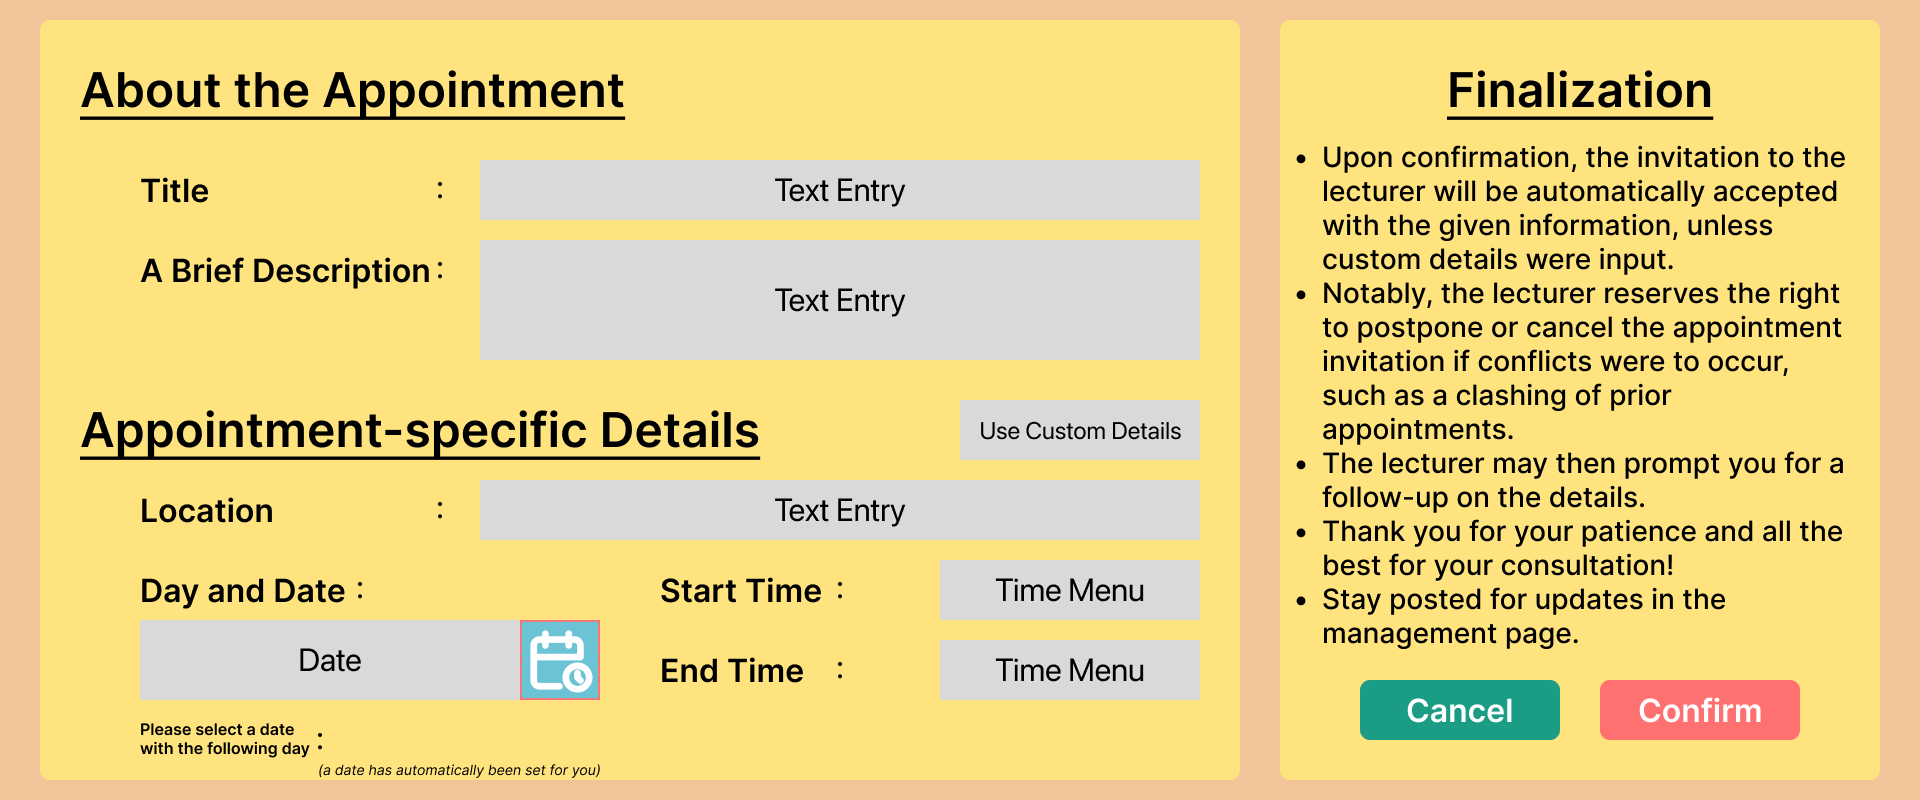 About the Appointment
Title :
Text Entry
A Brief Description :
Text Entry
Appointment-specific Details
Use Custom Details
Location :
Text Entry
Day and Date :
Date
Start Time :
Time Menu
End Time :
Time Menu
Please select a date
with the following day :
(a date has automatically been set for you)
Finalization
• Upon confirmation, the invitation to the
lecturer will be automatically accepted
with the given information, unless
custom details were input.
• Notably, the lecturer reserves the right
to postpone or cancel the appointment
invitation if conflicts were to occur,
such as a clashing of prior
appointments.
• The lecturer may then prompt you for a
follow-up on the details.
• Thank you for your patience and all the
best for your consultation!
• Stay posted for updates in the
management page.
Cancel
Confirm